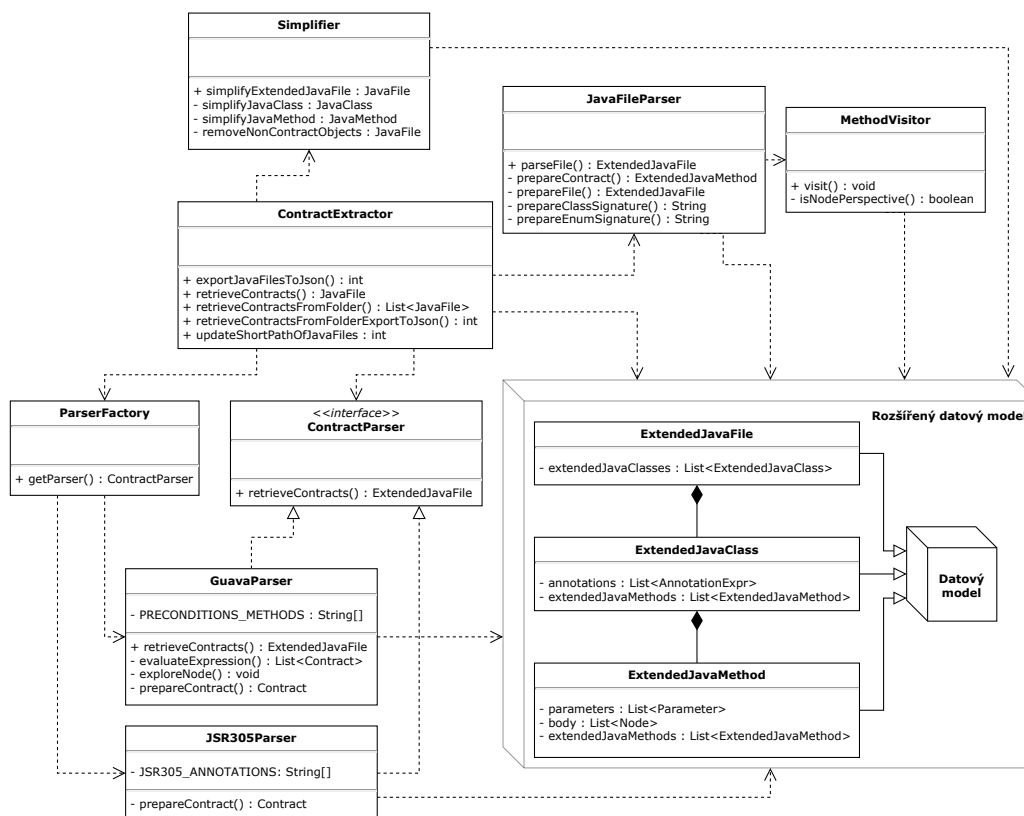 Simplifier
+ simplifyExtendedJavaFile : JavaFile
- simplifyJavaClass : JavaClass
- simplifyJavaMethod : JavaMethod
- removeNonContractObjects : JavaFile
JavaFileParser
+ parseFile() : ExtendedJavaFile
- prepareContract() : ExtendedJavaMethod
- prepareFile() : ExtendedJavaFile
- prepareClassSignature() : String
- prepareEnumSignature() : String
MethodVisitor
+ visit() : void
- isNodePerspective() : boolean
ContractExtractor
+ exportJavaFilesToJson() : int
+ retrieveContracts() : JavaFile
+ retrieveContractsFromFolder() : List<JavaFile>
+ retrieveContractsFromFolderExportToJson() : int
+ updateShortPathOfJavaFiles : int
ParserFactory
+ getParser() : ContractParser
<<interface>>
ContractParser
+ retrieveContracts() : ExtendedJavaFile
GuavaParser
- PRECONDITIONS_METHODS : String[]
+ retrieveContracts() : ExtendedJavaFile
- evaluateExpression() : List<Contract>
- exploreNode() : void
- prepareContract() : Contract
JSR305Parser
- JSR305_ANNOTATIONS: String[]
- prepareContract() : Contract
Rozšířený datový model
ExtendedJavaFile
- extendedJavaClasses : List<ExtendedJavaClass>
ExtendedJavaClass
- annotations : List<AnnotationExpr>
- extendedJavaMethods : List<ExtendedJavaMethod>
ExtendedJavaMethod
- parameters : List<Parameter>
- body : List<Node>
- extendedJavaMethods : List<ExtendedJavaMethod>
Datový
model